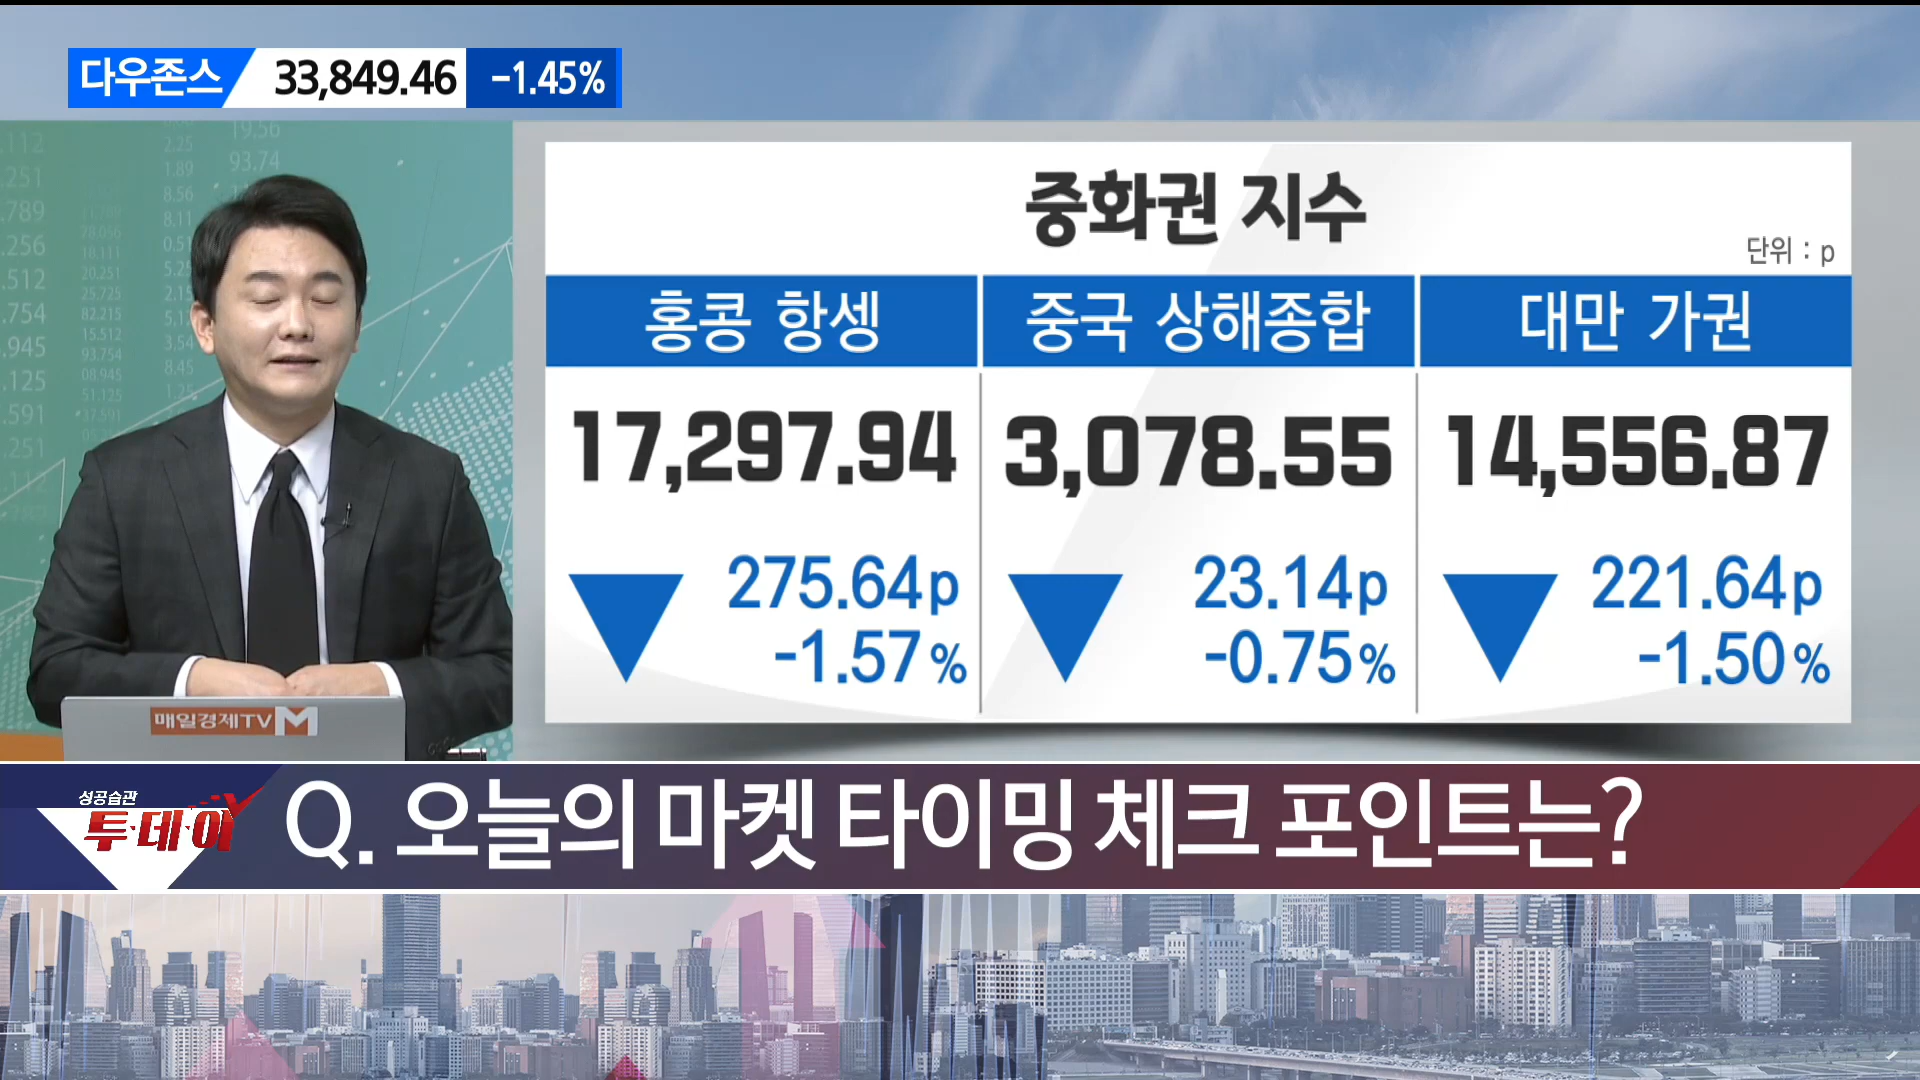 다우존스 33,849.46 -1.45%
중화권 지수
단위 : p
홍콩 항셍 중국 상해종합 대만 가권
17,297.94 3,078.55 14,556.87
275.64p 23.14p 221.64p
-1.57% -0.75% -1.50%
매일경제TV M
성공습관
투·데·이
Q. 오늘의 마켓 타이밍 체크 포인트는?